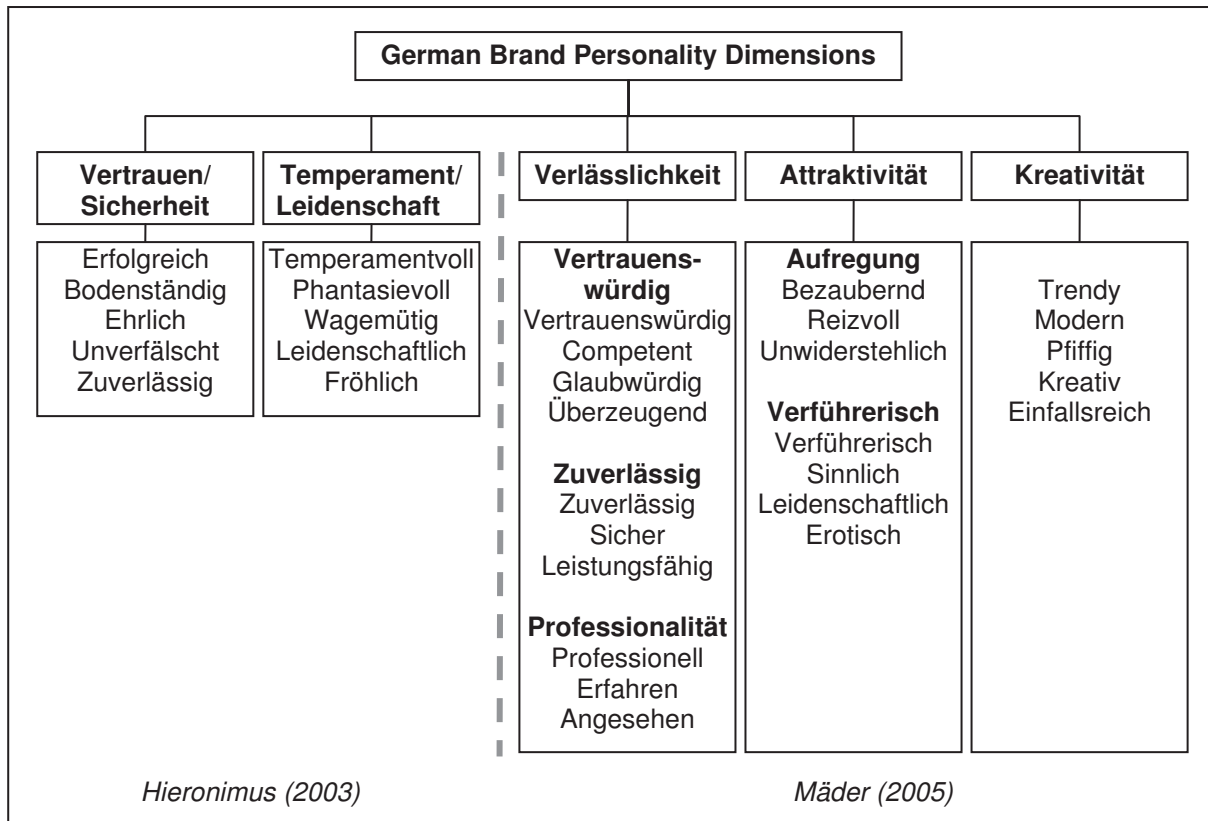 German Brand Personality Dimensions
Vertrauen/
Sicherheit
Erfolgreich
Bodenständig
Ehrlich
Unverfälscht
Zuverlässig
Temperament/
Leidenschaft
Temperamentvoll
Phantasievoll
Wagemütig
Leidenschaftlich
Fröhlich
Hieronimus (2003)
Verlässlichkeit
Vertrauens-
würdig
Vertrauenswürdig
Competent
Glaubwürdig
Überzeugend
Zuverlässig
Zuverlässig
Sicher
Leistungsfähig
Professionalität
Professionell
Erfahren
Angesehen
Attraktivität
Aufregung
Bezaubernd
Reizvoll
Unwiderstehlich
Verführerisch
Verführerisch
Sinnlich
Leidenschaftlich
Erotisch
Kreativität
Trendy
Modern
Pfiffig
Kreativ
Einfallsreich
Mäder (2005)